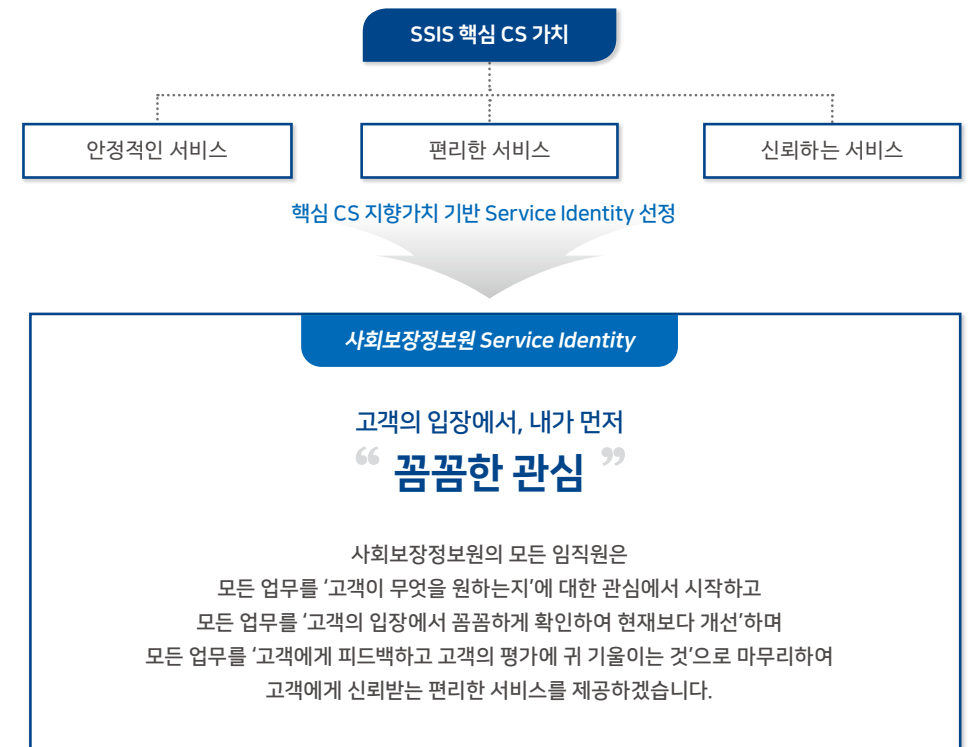 SSIS 핵심 CS 가치
안정적인 서비스
편리한 서비스
신뢰하는 서비스
핵심 CS 지향가치 기반 Service Identity 선정
사회보장정보원 Service Identity
고객의 입장에서, 내가 먼저
“ 꼼꼼한 관심 ”
사회보장정보원의 모든 임직원은
모든 업무를 ‘고객이 무엇을 원하는지’에 대한 관심에서 시작하고
모든 업무를 ‘고객의 입장에서 꼼꼼하게 확인하여 현재보다 개선’하며
모든 업무를 ‘고객에게 피드백하고 고객의 평가에 귀 기울이는 것’으로 마무리하여
고객에게 신뢰받는 편리한 서비스를 제공하겠습니다.